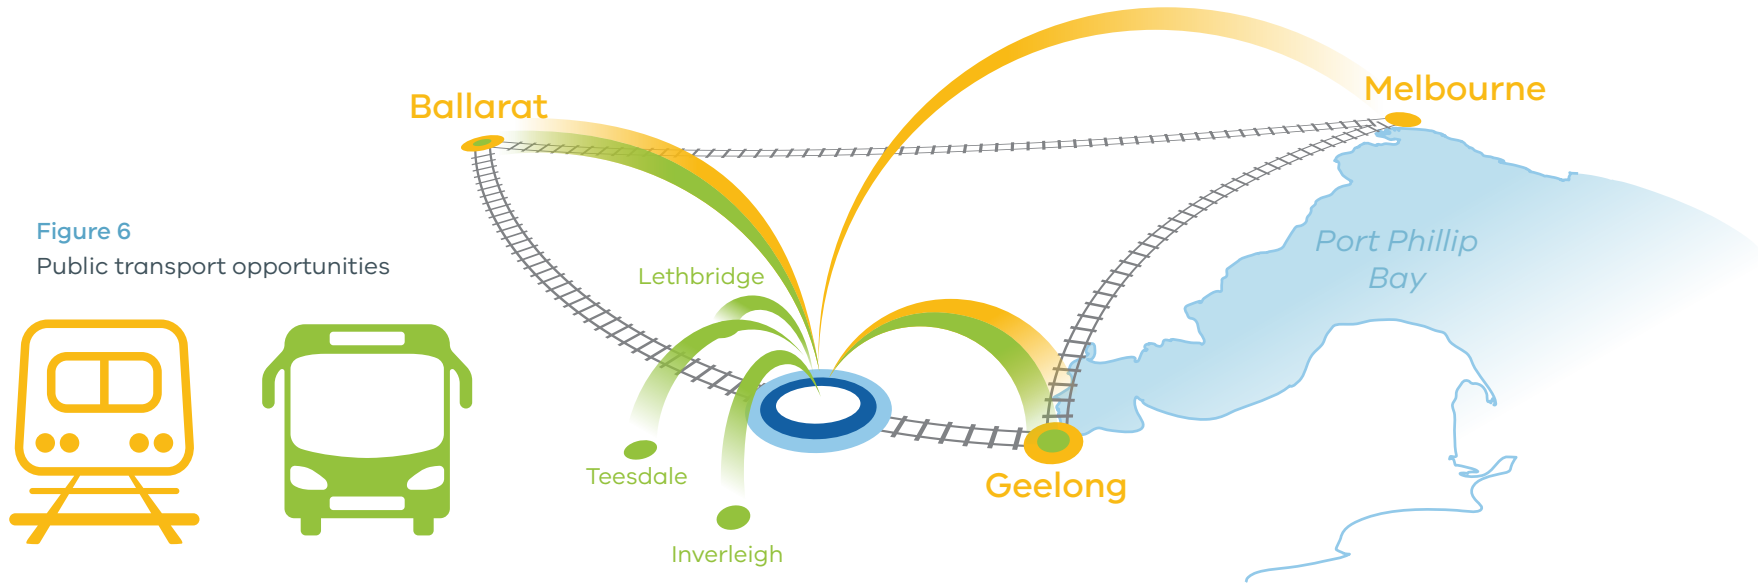 Ballarat
Melbourne
Figure 6
Public transport opportunities
Port Phillip
Bay
Lethbridge
Teesdale
Geelong
Inverleigh